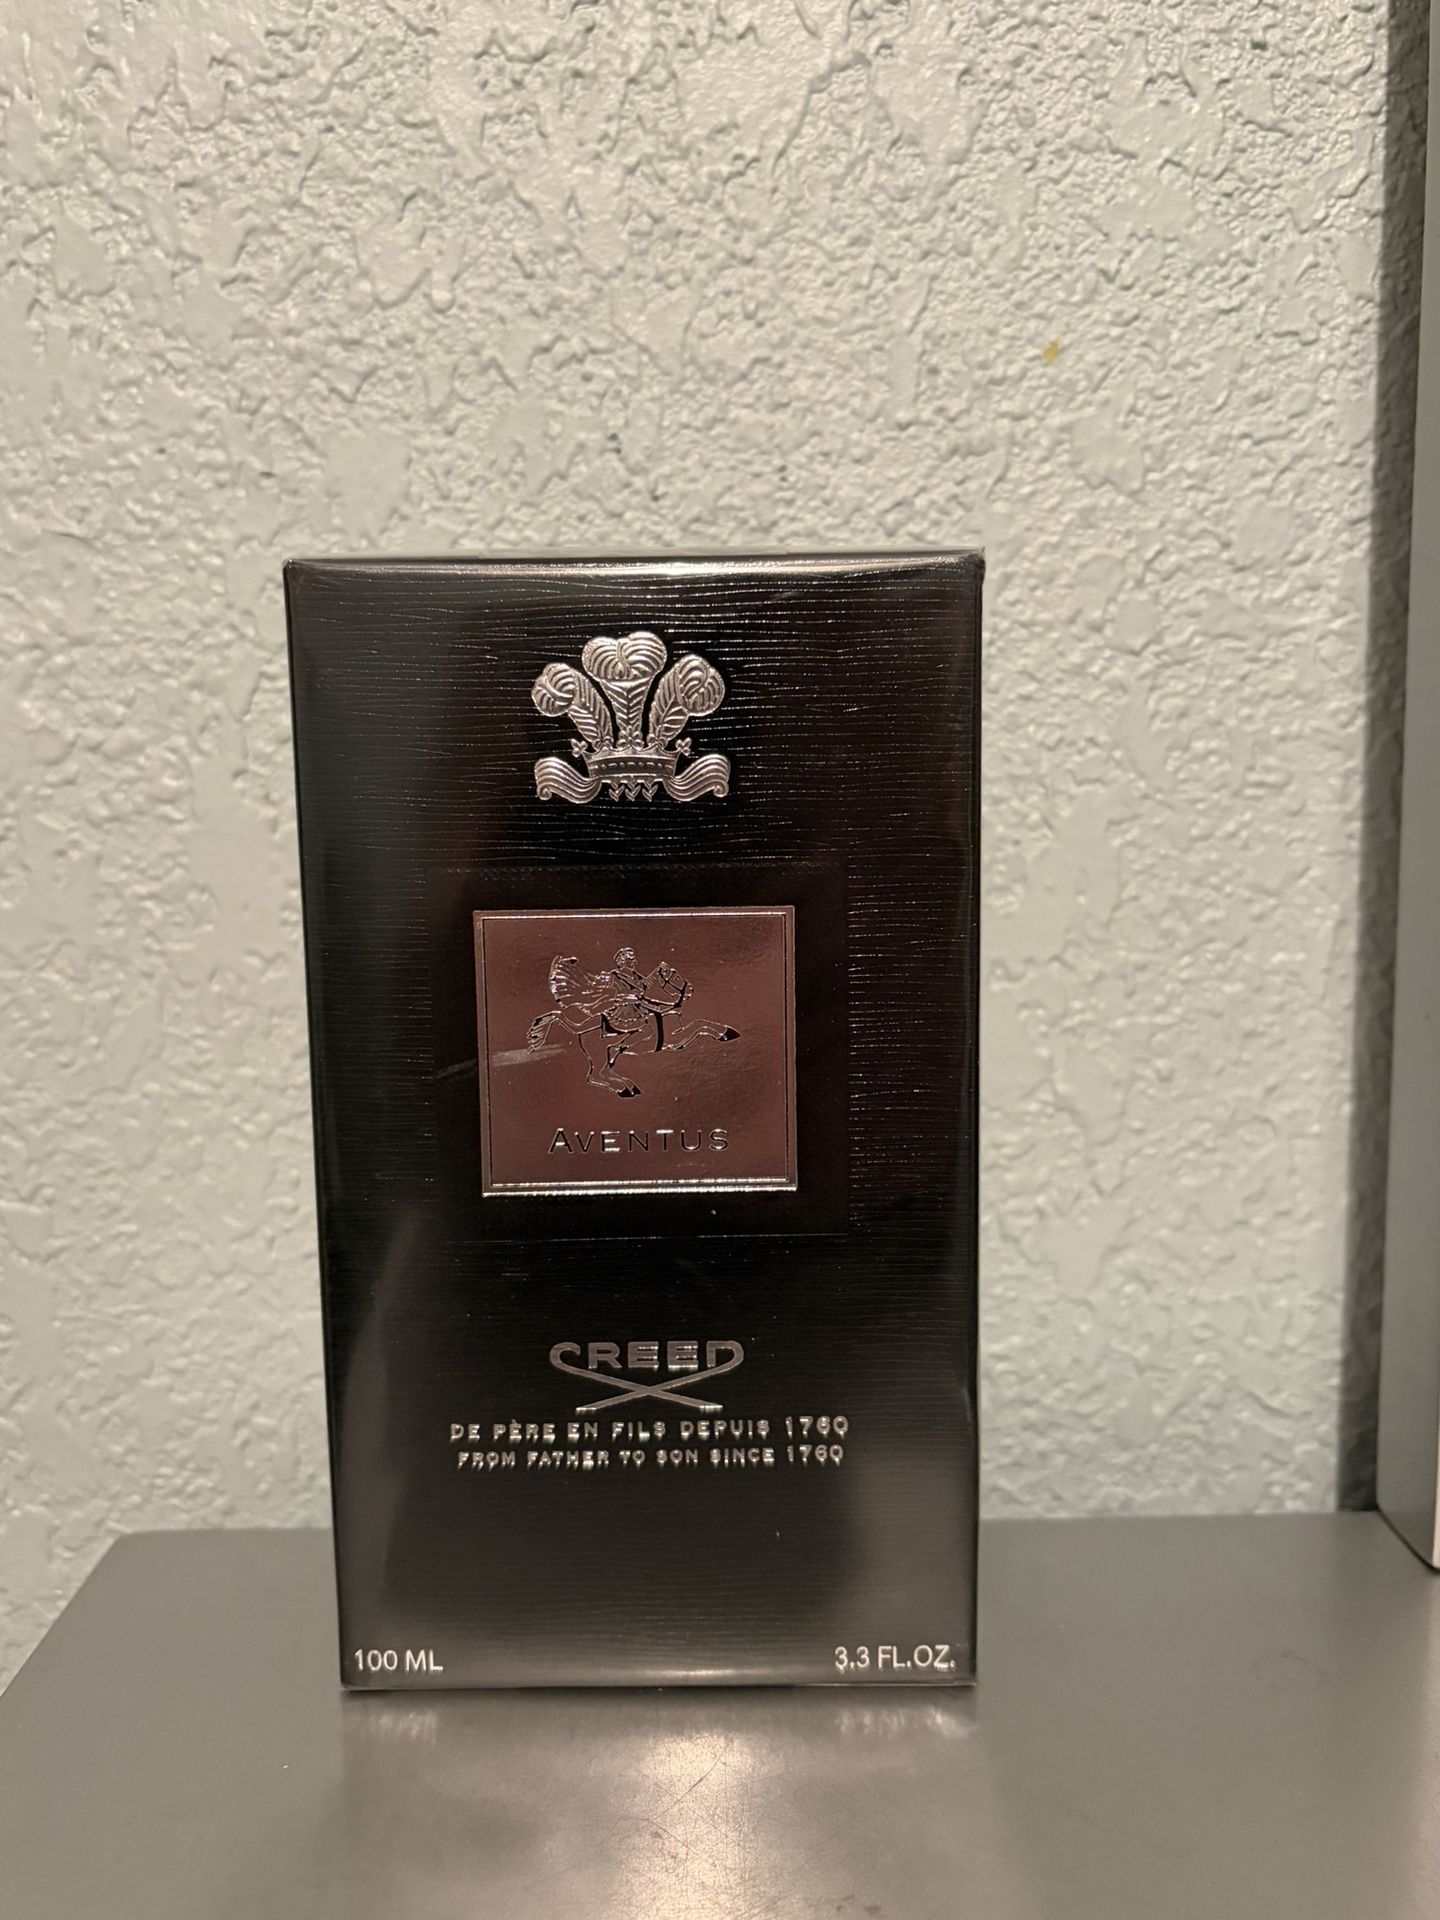 AVENTUS
CREED
DE PÈRE EN FILS DEPUIS 1760
FROM FATHER TO SON SINCE 1760
100 ML
3.3 FL.OZ.